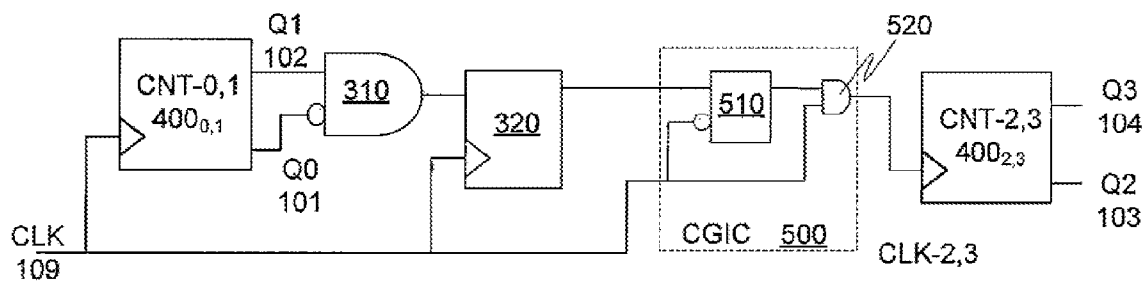 Q1
102
CNT-0,1
400₀,₁
310
320
Q0
101
CLK
109
510
520
CGIC 500
CLK-2,3
CNT-2,3
400₂,₃
Q3
104
Q2
103